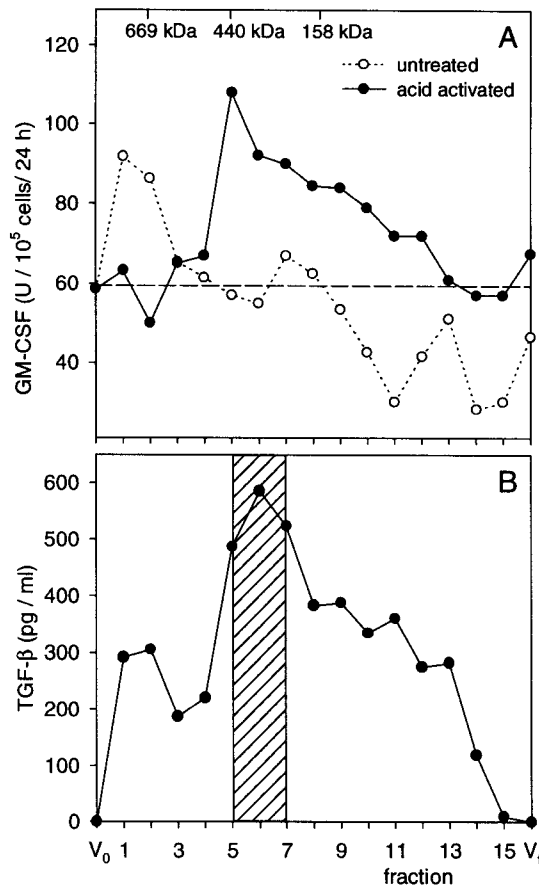 669 kDa 440 kDa 158 kDa
A
untreated
acid activated
120
100
80
60
40
GM-CSF (U / 10⁵ cells/ 24 h)
B
600
500
400
300
200
100
0
TGF-β (pg / ml)
V₀ 1 3 5 7 9 11 13 15
fraction